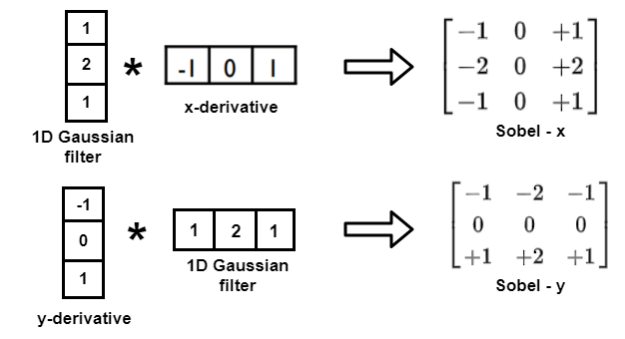 1
2
1
*
-1 0 1
-1 0 +1
-2 0 +2
-1 0 +1
1D Gaussian
filter
x-derivative
Sobel - x
-1
0
1
*
1 2 1
-1 -2 -1
0 0 0
+1 +2 +1
y-derivative
1D Gaussian
filter
Sobel - y